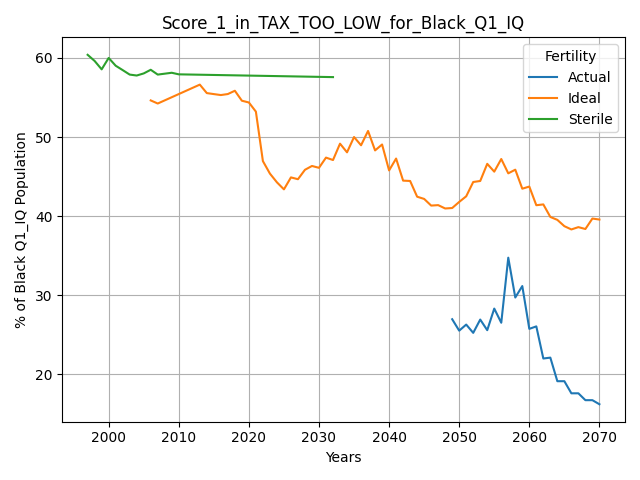 Score_1_in_TAX_TOO_LOW_for_Black_Q1_IQ
Fertility
Actual
Ideal
Sterile
% of Black Q1_IQ Population
60
50
40
30
20
2000 2010 2020 2030 2040 2050 2060 2070
Years